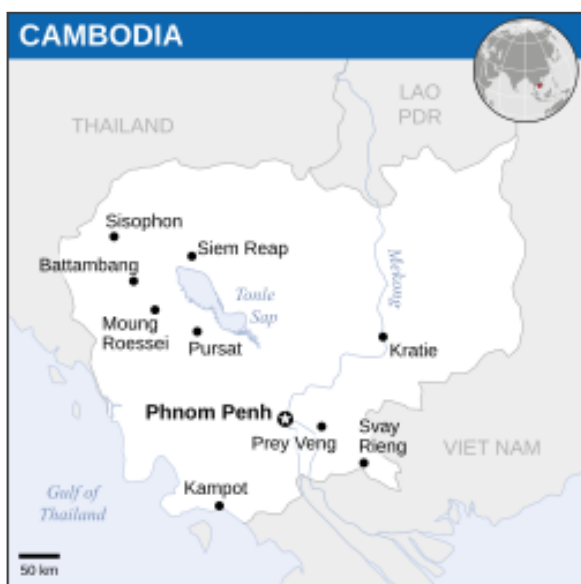 CAMBODIA
LAO
PDR
THAILAND
Sisophon
Siem Reap
Battambang
Mekong
Tonle
Sap
Moung
Roessei
Pursat
Kratie
Phnom Penh
Prey Veng
Svay
Rieng
VIET NAM
Kampot
Gulf of
Thailand
50 km